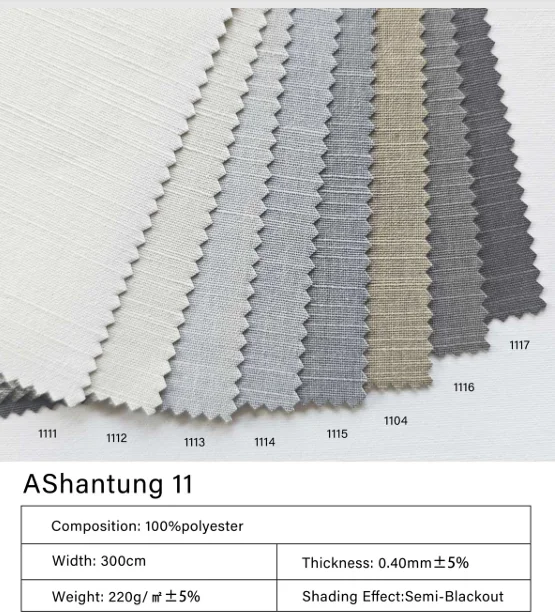 1117
1116
1104
1115
1114
1113
1112
1111
AShantung 11
Composition: 100%polyester
Width: 300cm
Thickness: 0.40mm±5%
Weight: 220g/㎡±5%
Shading Effect:Semi-Blackout